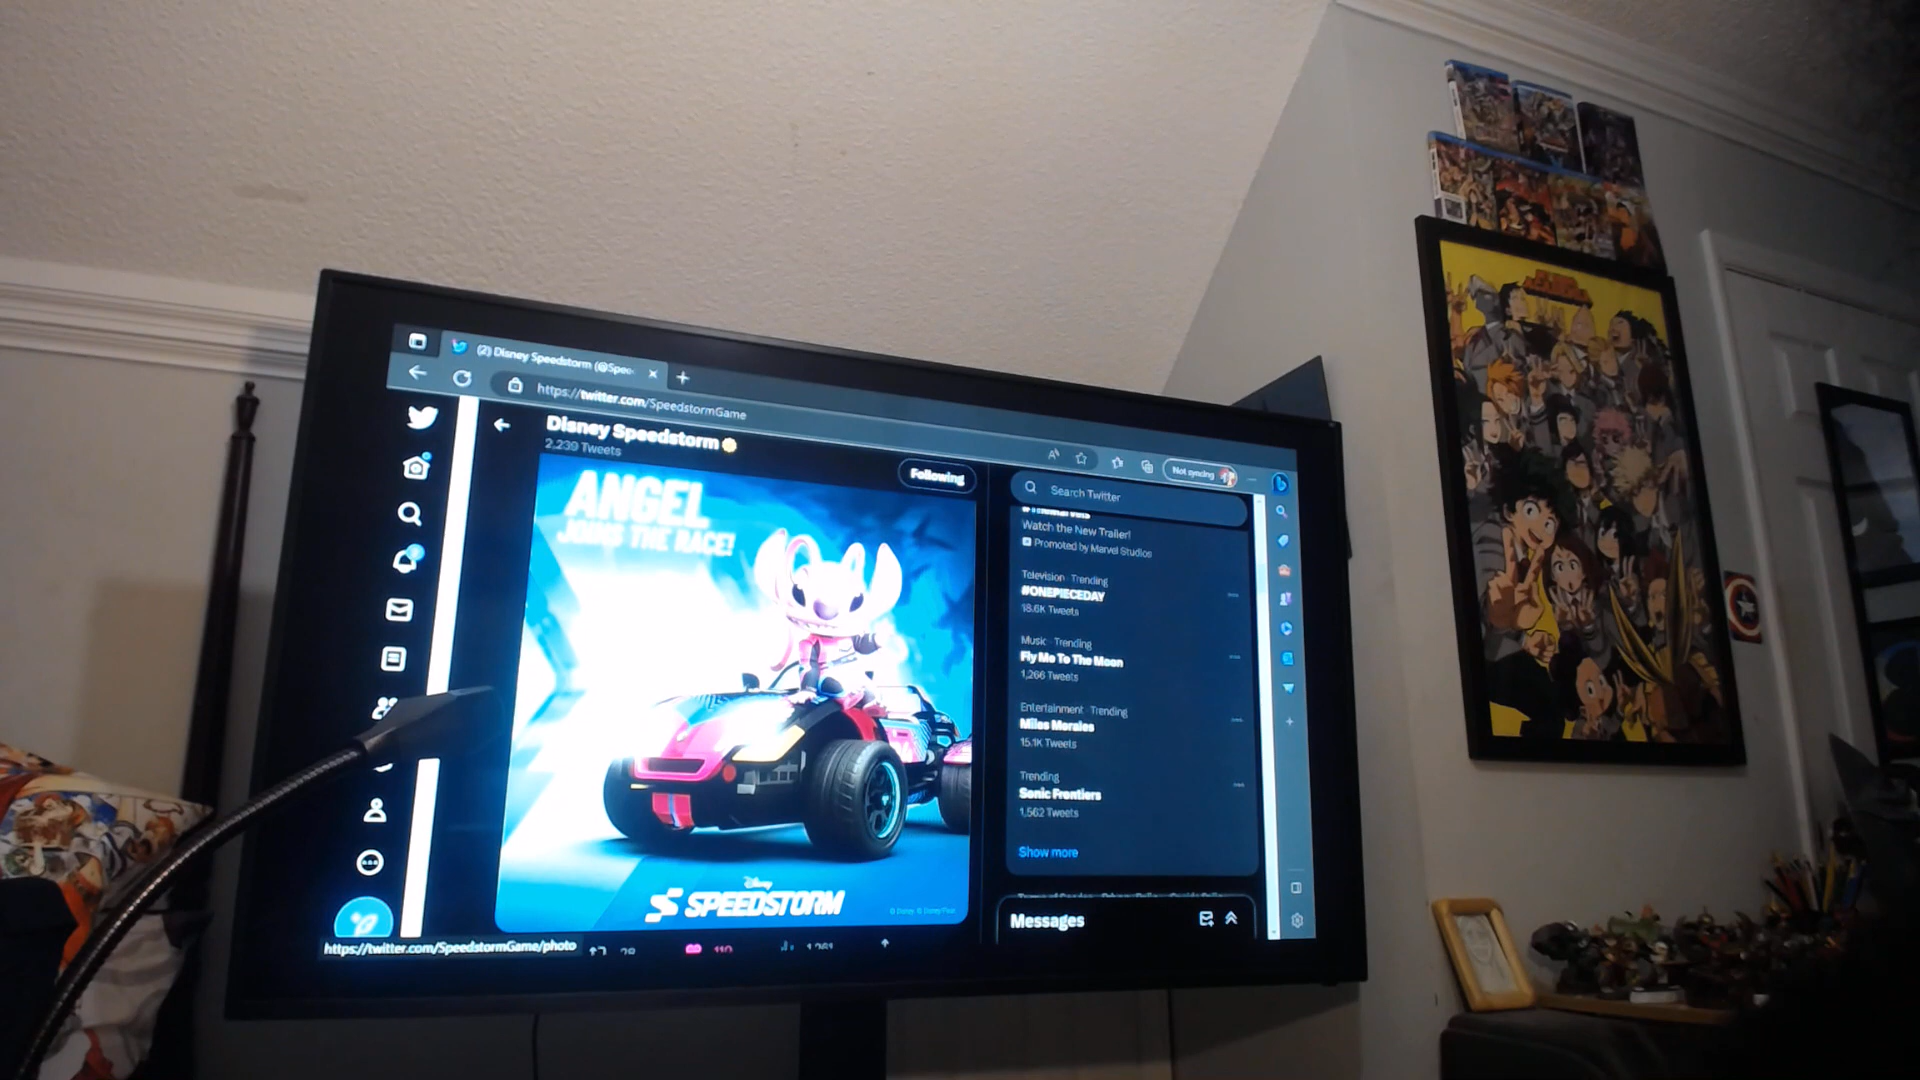 (2) Disney Speedstorm (@Spee
https://twitter.com/SpeedstormGame
Not syncing
Disney Speedstorm
2,239 Tweets
Following
ANGEL
JOINS THE RACE!
Disney
SPEEDSTORM
Search Twitter
Watch the New Trailer!
Promoted by Marvel Studios
Television · Trending
#ONEPIECEDAY
18.6K Tweets
Music · Trending
Fly Me To The Moon
1,266 Tweets
Entertainment · Trending
Miles Morales
15.1K Tweets
Trending
Sonic Frontiers
1,562 Tweets
Show more
Messages
https://twitter.com/SpeedstormGame/photo